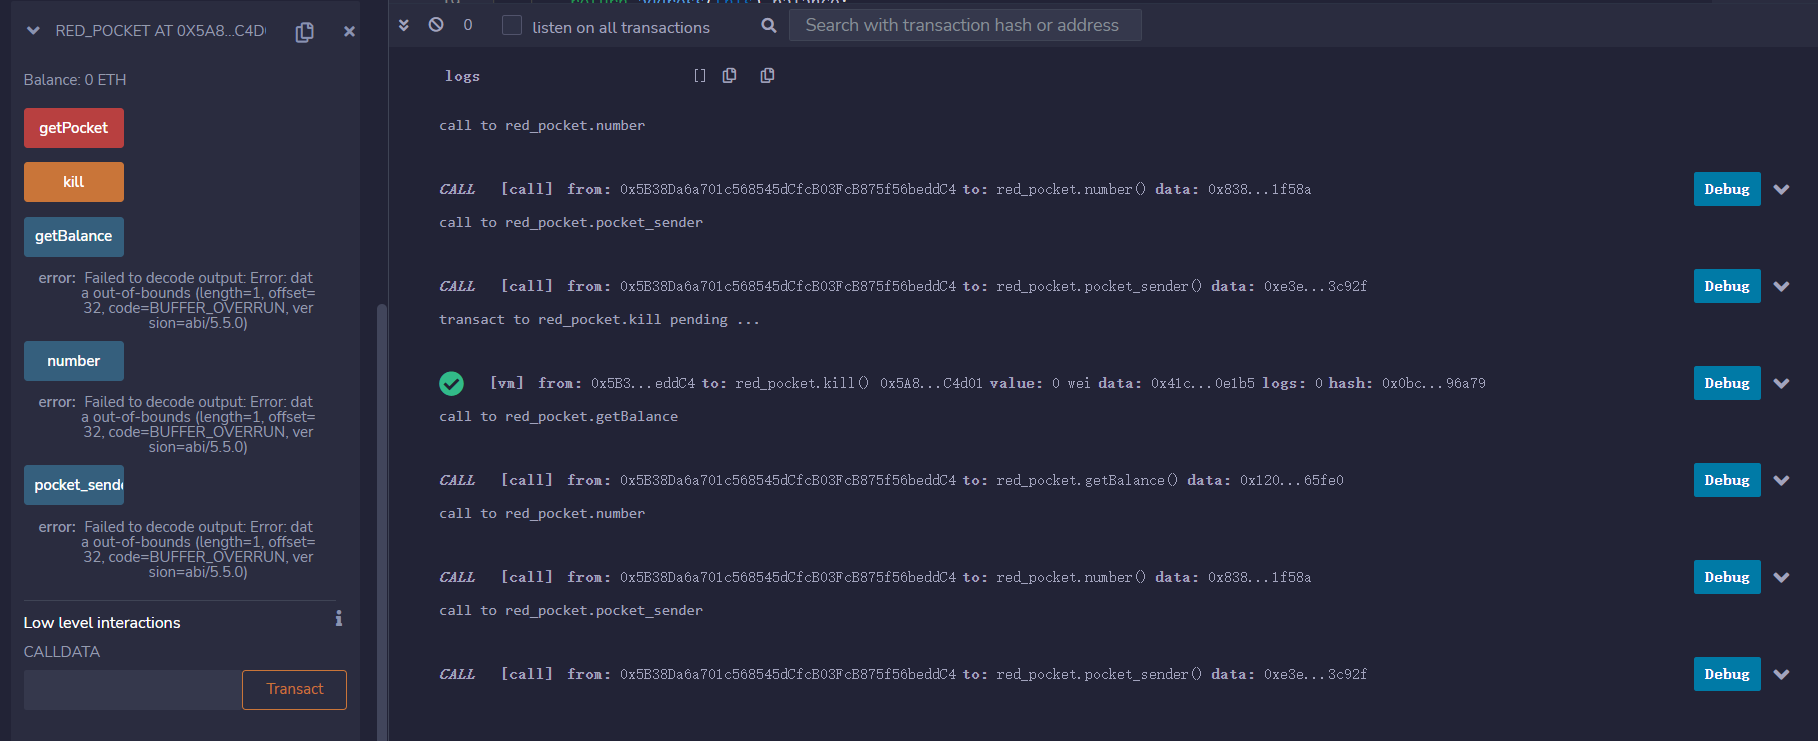 RED_POCKET AT 0X5A8...C4D
Balance: 0 ETH
getPocket
kill
getBalance
error: Failed to decode output: Error: dat
a out-of-bounds (length=1, offset=
32, code=BUFFER_OVERRUN, ver
sion=abi/5.5.0)
number
error: Failed to decode output: Error: dat
a out-of-bounds (length=1, offset=
32, code=BUFFER_OVERRUN, ver
sion=abi/5.5.0)
pocket_send
error: Failed to decode output: Error: dat
a out-of-bounds (length=1, offset=
32, code=BUFFER_OVERRUN, ver
sion=abi/5.5.0)
Low level interactions
i
CALLDATA
Transact
0 listen on all transactions Search with transaction hash or address
logs []
call to red_pocket.number
CALL [call] from: 0x5B38Da6a701c568545dCfcB03FcB875f56beddC4 to: red_pocket.number() data: 0x838...1f58a Debug
call to red_pocket.pocket_sender
CALL [call] from: 0x5B38Da6a701c568545dCfcB03FcB875f56beddC4 to: red_pocket.pocket_sender() data: 0xe3e...3c92f Debug
transact to red_pocket.kill pending ...
[vm] from: 0x5B3...eddC4 to: red_pocket.kill() 0x5A8...C4d01 value: 0 wei data: 0x41c...0e1b5 logs: 0 hash: 0x0bc...96a79 Debug
call to red_pocket.getBalance
CALL [call] from: 0x5B38Da6a701c568545dCfcB03FcB875f56beddC4 to: red_pocket.getBalance() data: 0x120...65fe0 Debug
call to red_pocket.number
CALL [call] from: 0x5B38Da6a701c568545dCfcB03FcB875f56beddC4 to: red_pocket.number() data: 0x838...1f58a Debug
call to red_pocket.pocket_sender
CALL [call] from: 0x5B38Da6a701c568545dCfcB03FcB875f56beddC4 to: red_pocket.pocket_sender() data: 0xe3e...3c92f Debug